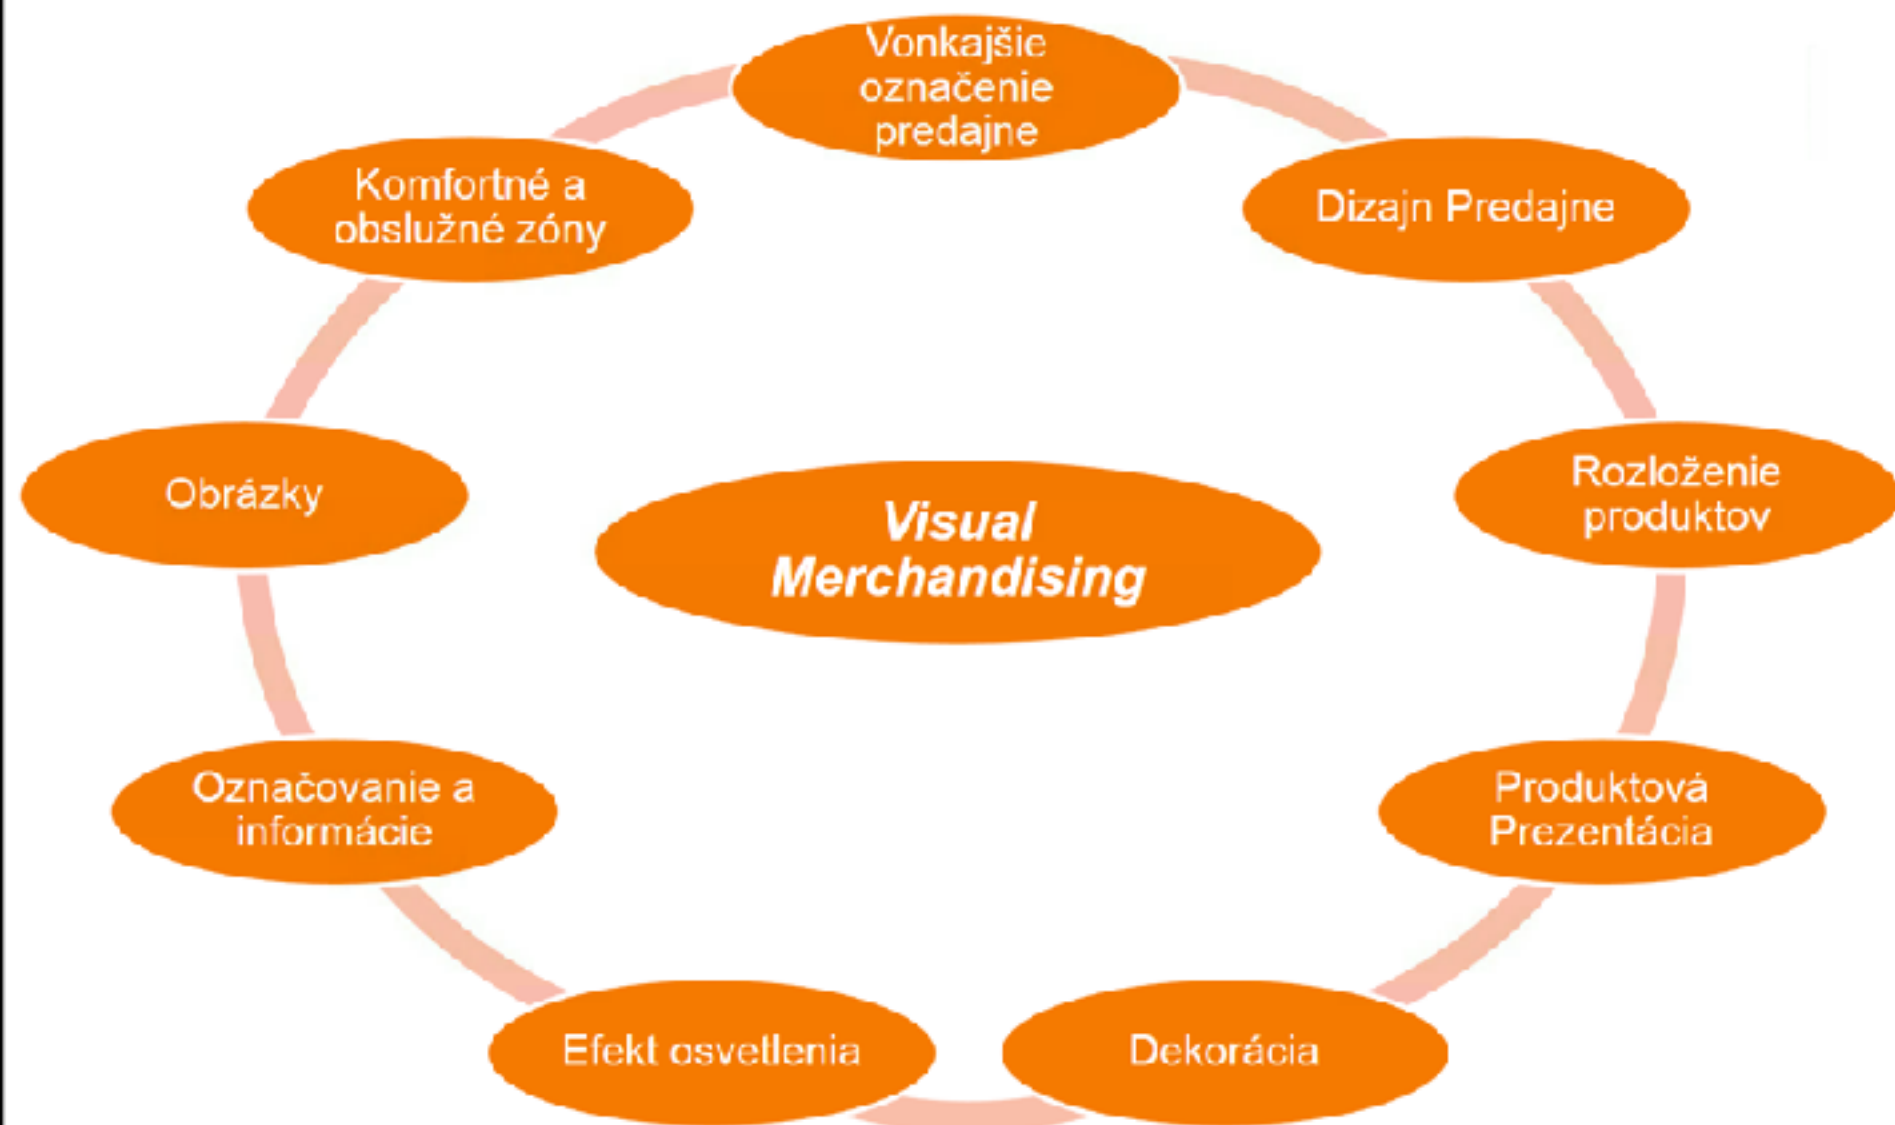 Vonkajšie
označenie
predajne
Dizajn Predajne
Rozloženie
produktov
Produktová
Prezentácia
Dekorácia
Efekt osvetlenia
Označovanie a
informácie
Obrázky
Komfortné a
obslužné zóny
Visual
Merchandising